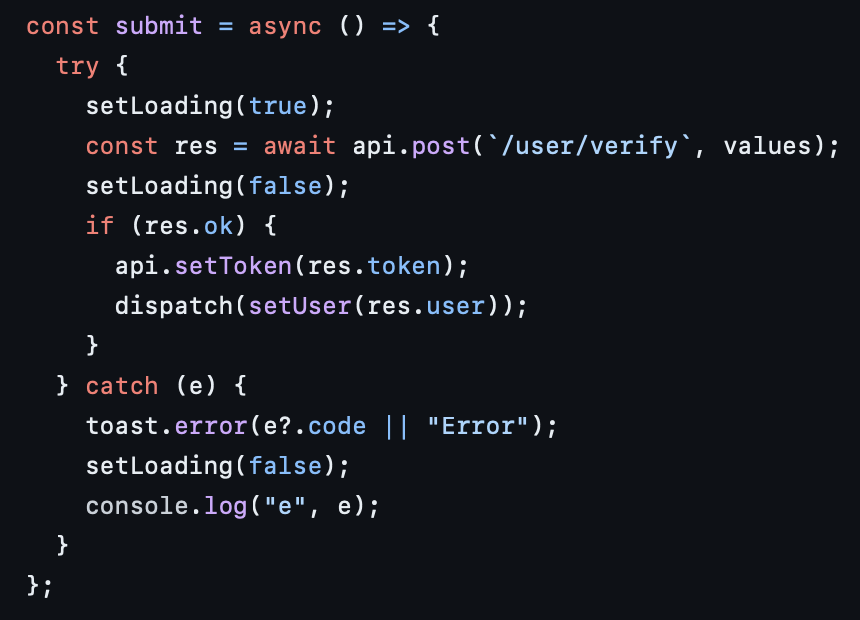 const submit = async () => {
  try {
    setLoading(true);
    const res = await api.post(`/user/verify`, values);
    setLoading(false);
    if (res.ok) {
      api.setToken(res.token);
      dispatch(setUser(res.user));
    }
  } catch (e) {
    toast.error(e?.code || "Error");
    setLoading(false);
    console.log("e", e);
  }
};